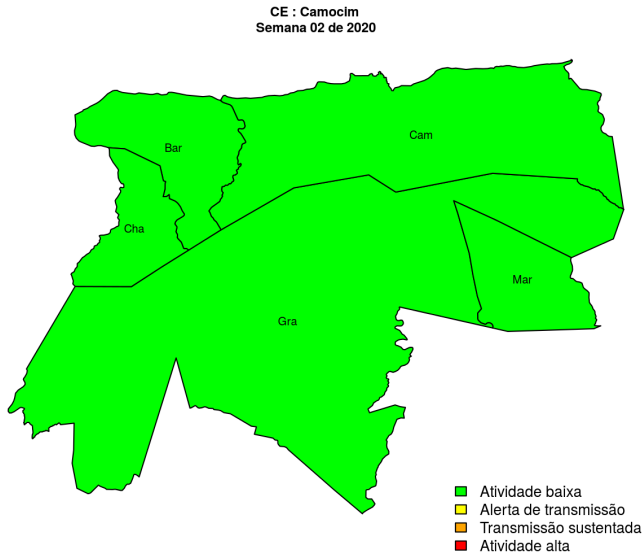 CE : Camocim
Semana 02 de 2020
Bar
Cam
Cha
Mar
Gra
Atividade baixa
Alerta de transmissão
Transmissão sustentada
Atividade alta